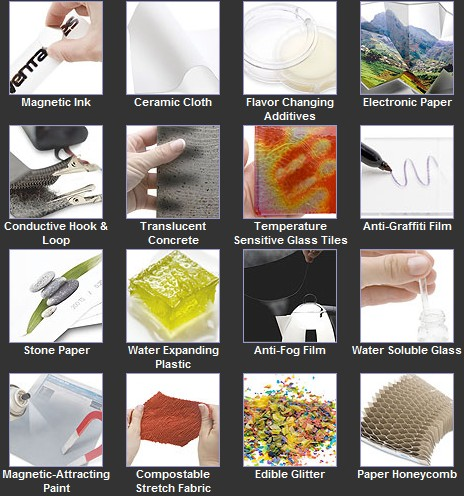 Magnetic Ink
Ceramic Cloth
Flavor Changing
Additives
Electronic Paper
Conductive Hook &
Loop
Translucent
Concrete
Temperature
Sensitive Glass Tiles
Anti-Graffiti Film
Stone Paper
Water Expanding
Plastic
Anti-Fog Film
Water Soluble Glass
Magnetic-Attracting
Paint
Compostable
Stretch Fabric
Edible Glitter
Paper Honeycomb